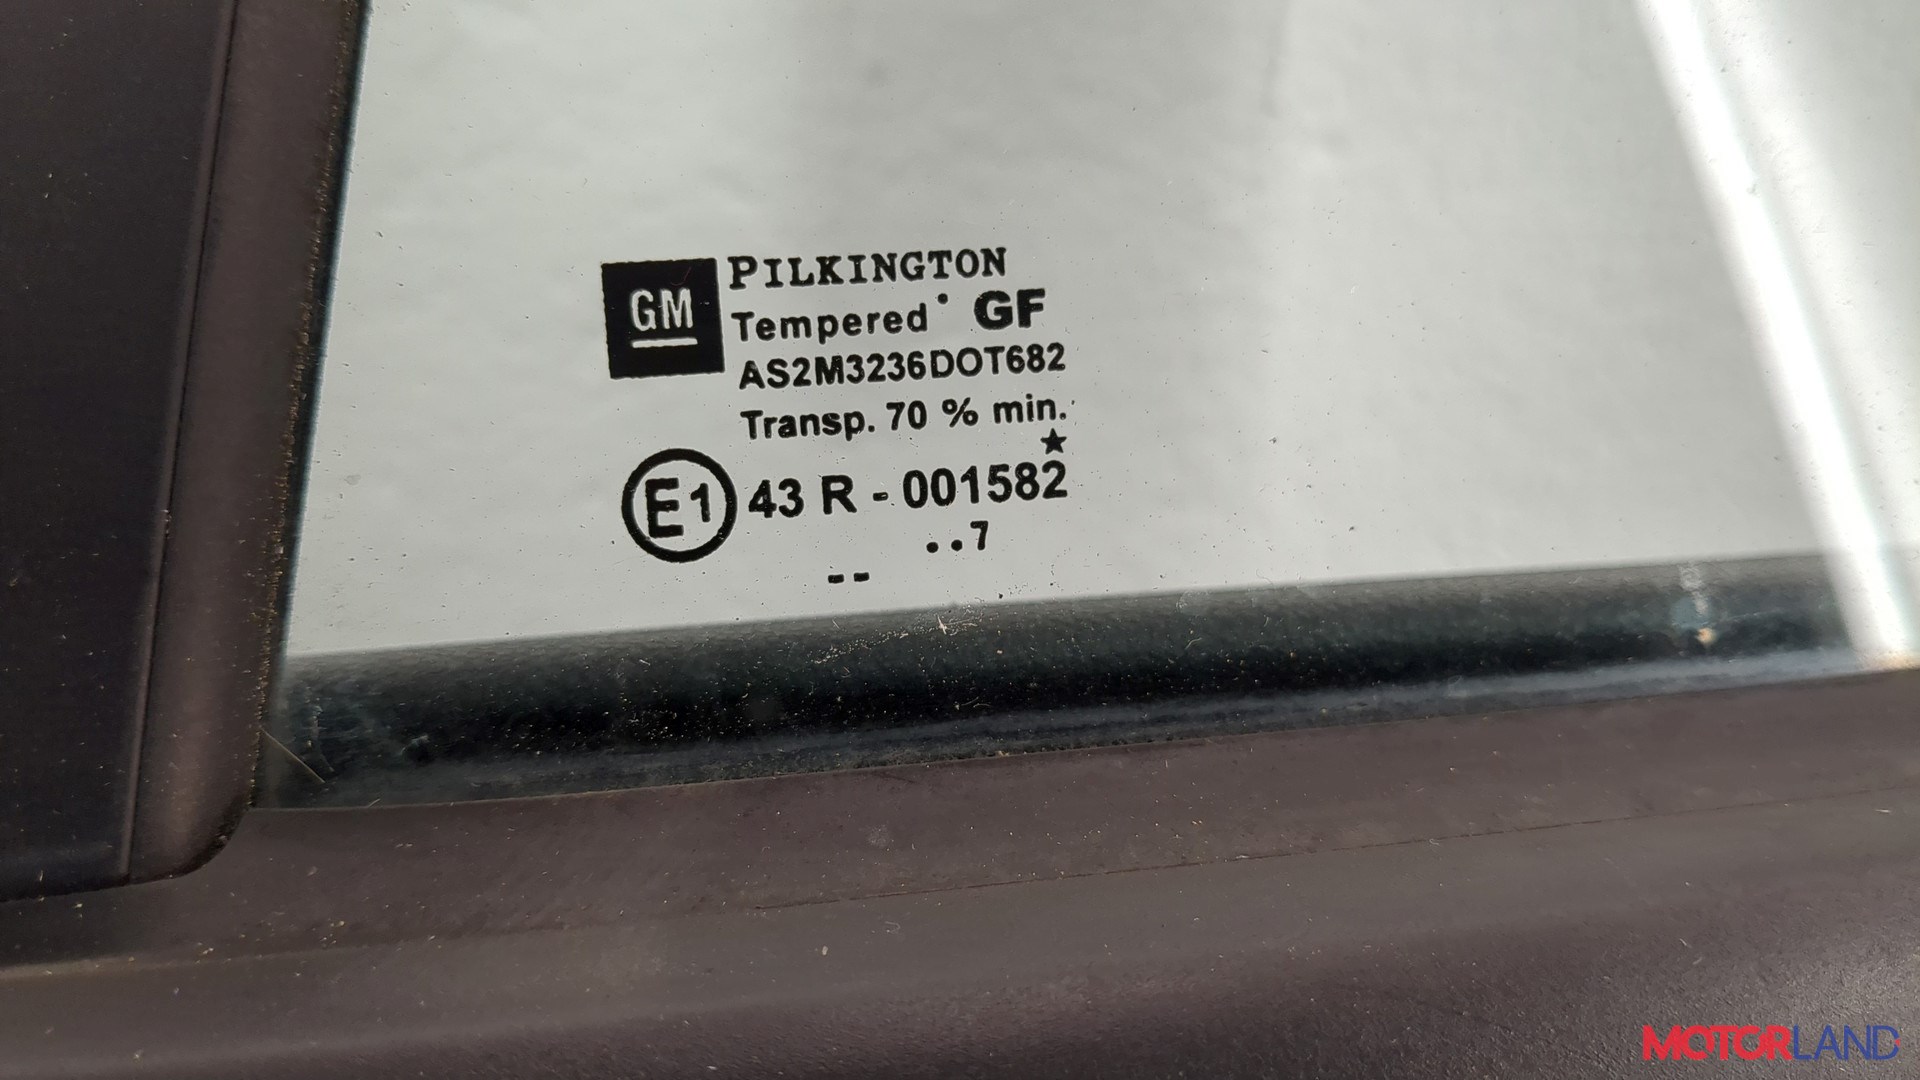 GM
PILKINGTON
Tempered GF
AS2M3236DOT682
Transp. 70 % min.
★
E1 43 R - 001582
..7
--
MOTORLAND